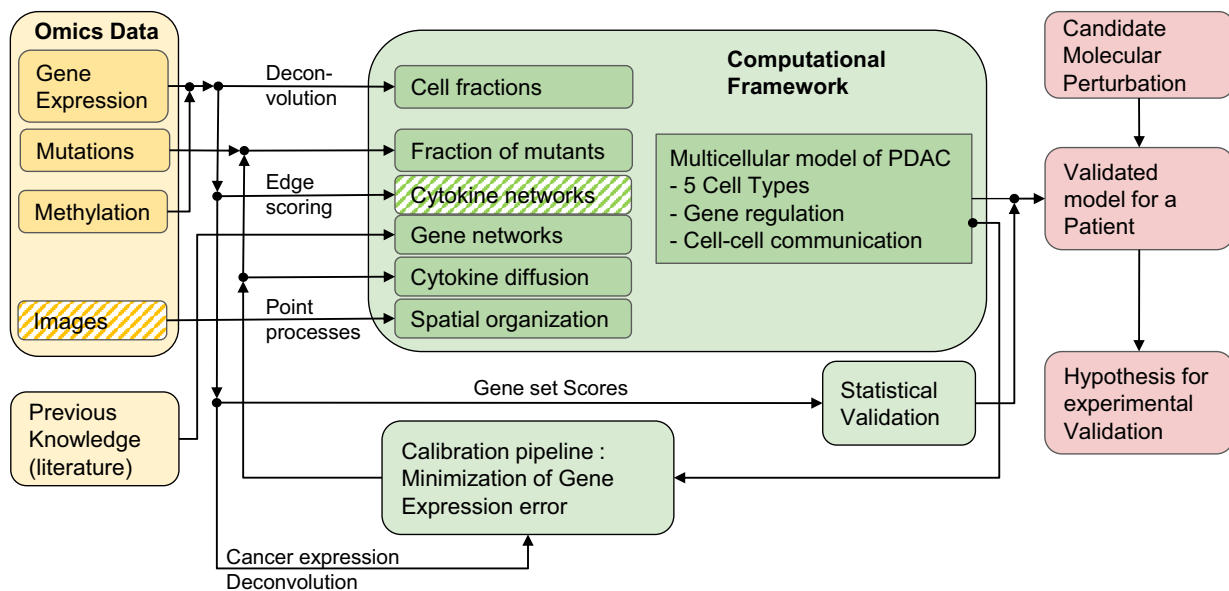 Omics Data
Gene
Expression
Mutations
Methylation
Images
Previous
Knowledge
(literature)
Decon-
volution
Edge
scoring
Point
processes
Computational
Framework
Cell fractions
Fraction of mutants
Cytokine networks
Gene networks
Cytokine diffusion
Spatial organization
Multicellular model of PDAC
- 5 Cell Types
- Gene regulation
- Cell-cell communication
Gene set Scores
Statistical
Validation
Calibration pipeline :
Minimization of Gene
Expression error
Cancer expression
Deconvolution
Candidate
Molecular
Perturbation
Validated
model for a
Patient
Hypothesis for
experimental
Validation